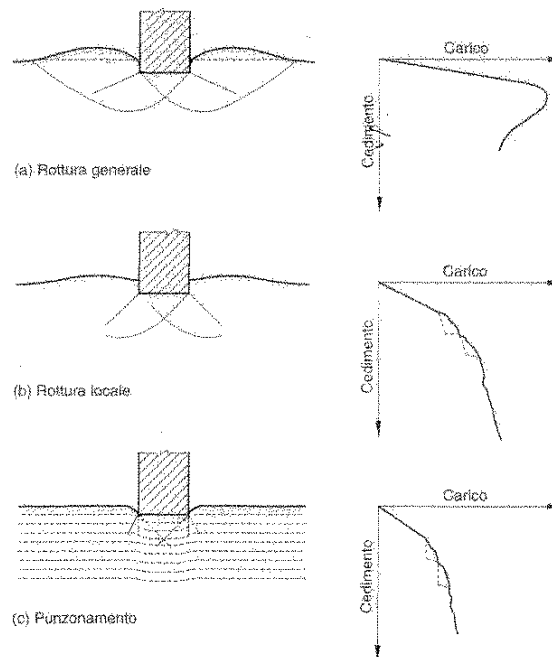 Carico
Cedimento
(a) Rottura generale
Carico
Cedimento
(b) Rottura locale
Carico
Cedimento
(c) Punzonamento